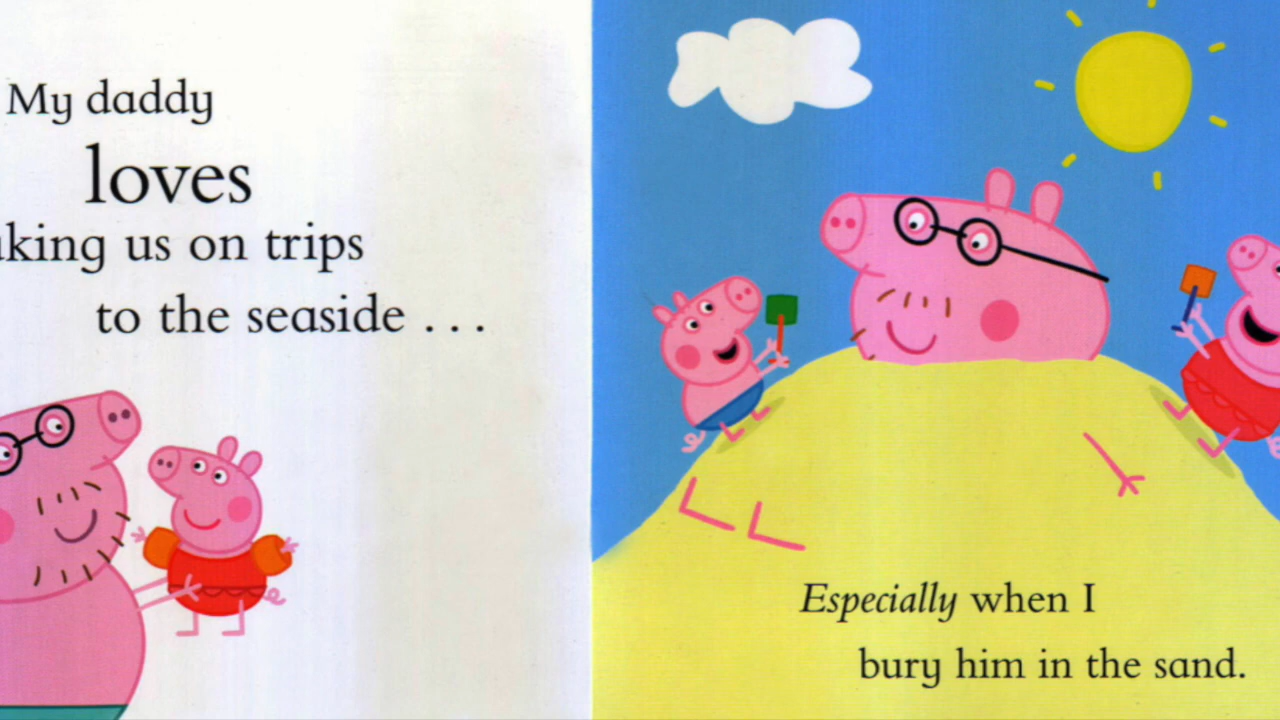 My daddy
loves
us on trips
to the seaside . . .
Especially when I
bury him in the sand.